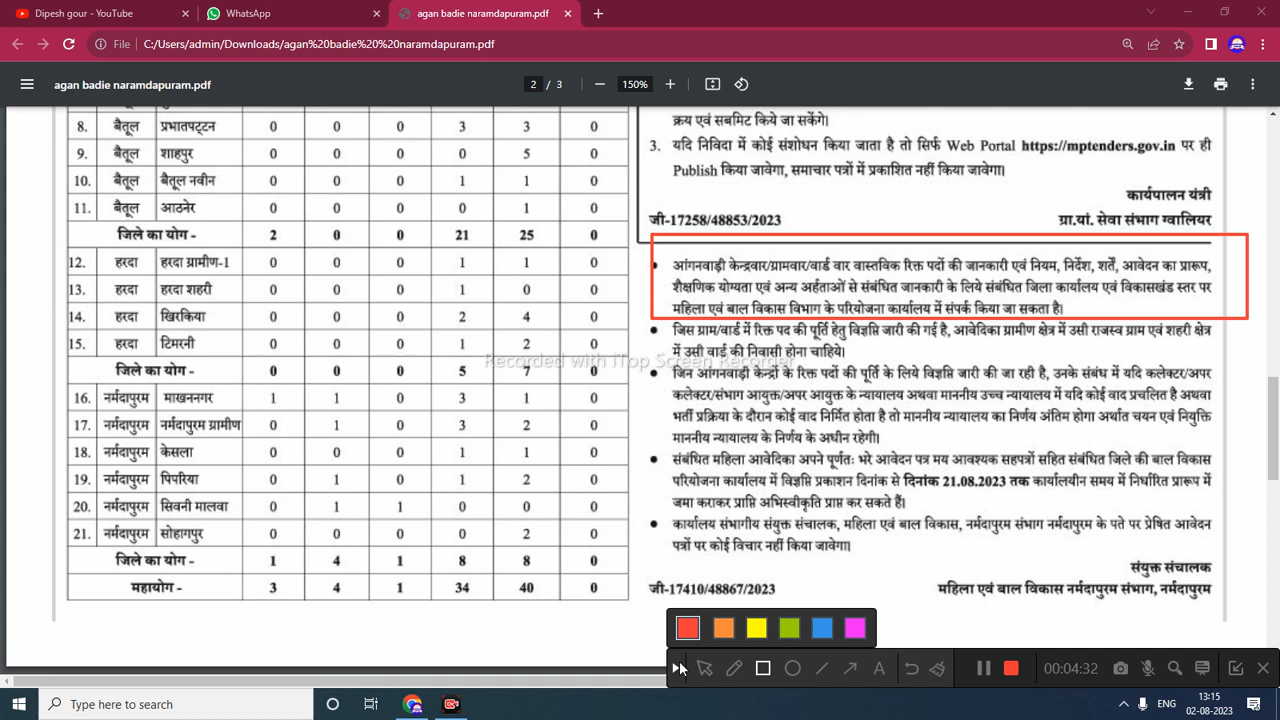 Dipesh gour - YouTube
WhatsApp
agan badie naramdapuram.pdf
File
C:/Users/admin/Downloads/agan%20badie%20%20naramdapuram.pdf
agan badie naramdapuram.pdf
2 / 3
150%
8. बैतूल प्रभातपट्टन 0 0 0 3 3 0
9. बैतूल शाहपुर 0 0 0 0 5 0
10. बैतूल बैतूल नवीन 0 0 0 1 1 0
11. बैतूल आठनेर 0 0 0 0 1 0
जिले का योग - 2 0 0 21 25 0
12. हरदा हरदा ग्रामीण-1 0 0 0 1 1 0
13. हरदा हरदा शहरी 0 0 0 1 0 0
14. हरदा खिरकिया 0 0 0 2 4 0
15. हरदा टिमरनी 0 0 0 1 2 0
जिले का योग - 0 0 0 5 7 0
16. नर्मदापुरम माखननगर 1 1 0 3 1 0
17. नर्मदापुरम नर्मदापुरम ग्रामीण 0 1 0 3 2 0
18. नर्मदापुरम केसला 0 0 0 1 1 0
19. नर्मदापुरम पिपरिया 0 1 0 1 2 0
20. नर्मदापुरम सिवनी मालवा 0 1 1 0 0 0
21. नर्मदापुरम सोहागपुर 0 0 0 0 2 0
जिले का योग - 1 4 1 8 8 0
महायोग - 3 4 1 34 40 0
क्रय एवं सबमिट किये जा सकेंगे।
3. यदि निविदा में कोई संशोधन किया जाता है तो सिर्फ Web Portal https://mptenders.gov.in पर ही
Publish किया जावेगा, समाचार पत्रों में प्रकाशित नहीं किया जावेगा।
कार्यपालन यंत्री
जी-17258/48853/2023 ग्रा.यां. सेवा संभाग ग्वालियर
• आंगनवाड़ी केन्द्रवार/ग्रामवार/वार्ड वार वास्तविक रिक्त पदों की जानकारी एवं नियम, निर्देश, शर्तें, आवेदन का प्रारूप,
शैक्षणिक योग्यता एवं अन्य अर्हताओं से संबंधित जानकारी के लिये संबंधित जिला कार्यालय एवं विकासखंड स्तर पर
महिला एवं बाल विकास विभाग के परियोजना कार्यालय में संपर्क किया जा सकता है।
• जिस ग्राम/वार्ड में रिक्त पद की पूर्ति हेतु विज्ञप्ति जारी की गई है, आवेदिका ग्रामीण क्षेत्र में उसी राजस्व ग्राम एवं शहरी क्षेत्र
में उसी वार्ड की निवासी होना चाहिये।
Recorded with iTop Screen Recorder
• जिन आंगनवाड़ी केन्द्रों के रिक्त पदों की पूर्ति के लिये विज्ञप्ति जारी की जा रही है, उनके संबंध में यदि कलेक्टर/अपर
कलेक्टर/संभाग आयुक्त/अपर आयुक्त के न्यायालय अथवा माननीय उच्च न्यायालय में यदि कोई वाद प्रचलित है अथवा
भर्ती प्रक्रिया के दौरान कोई वाद निर्मित होता है तो माननीय न्यायालय का निर्णय अंतिम होगा अर्थात चयन एवं नियुक्ति
माननीय न्यायालय के निर्णय के अधीन रहेगी।
• संबंधित महिला आवेदिका अपने पूर्णतः भरे आवेदन पत्र मय आवश्यक सहपत्रों सहित संबंधित जिले की बाल विकास
परियोजना कार्यालय में विज्ञप्ति प्रकाशन दिनांक से दिनांक 21.08.2023 तक कार्यालयीन समय में निर्धारित प्रारूप में
जमा कराकर प्राप्ति अभिस्वीकृति प्राप्त कर सकते हैं।
• कार्यालय संभागीय संयुक्त संचालक, महिला एवं बाल विकास, नर्मदापुरम संभाग नर्मदापुरम के पते पर प्रेषित आवेदन
पत्रों पर कोई विचार नहीं किया जावेगा।
संयुक्त संचालक
जी-17410/48867/2023 महिला एवं बाल विकास नर्मदापुरम संभाग, नर्मदापुरम
A
00:04:32
Type here to search
ENG
13:15
02-08-2023